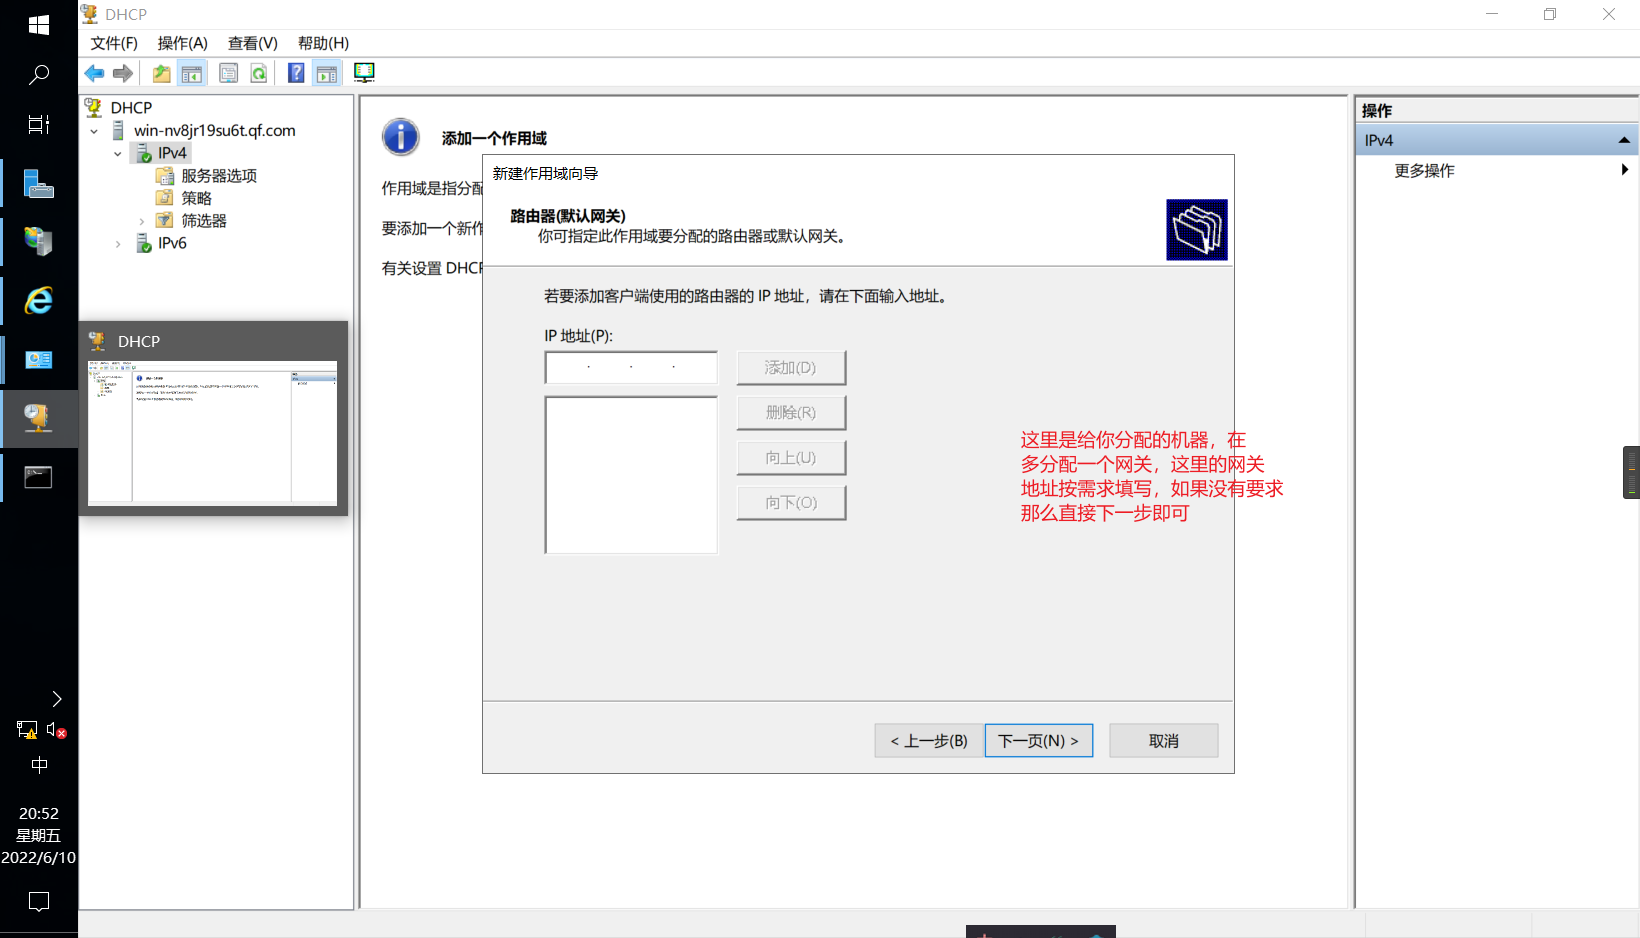 DHCP
文件(F) 操作(A) 查看(V) 帮助(H)
DHCP
win-nv8jr19su6t.qf.com
IPv4
服务器选项
策略
筛选器
IPv6
添加一个作用域
作用域是指分配
要添加一个新作
有关设置 DHCP
新建作用域向导
路由器(默认网关)
你可指定此作用域要分配的路由器或默认网关。
若要添加客户端使用的路由器的 IP 地址，请在下面输入地址。
IP 地址(P):
. . .
添加(D)
删除(R)
向上(U)
向下(O)
这里是给你分配的机器，在
多分配一个网关，这里的网关
地址按需求填写，如果没有要求
那么直接下一步即可
< 上一步(B) 下一页(N) > 取消
操作
IPv4
更多操作
DHCP
中
20:52
星期五
2022/6/10